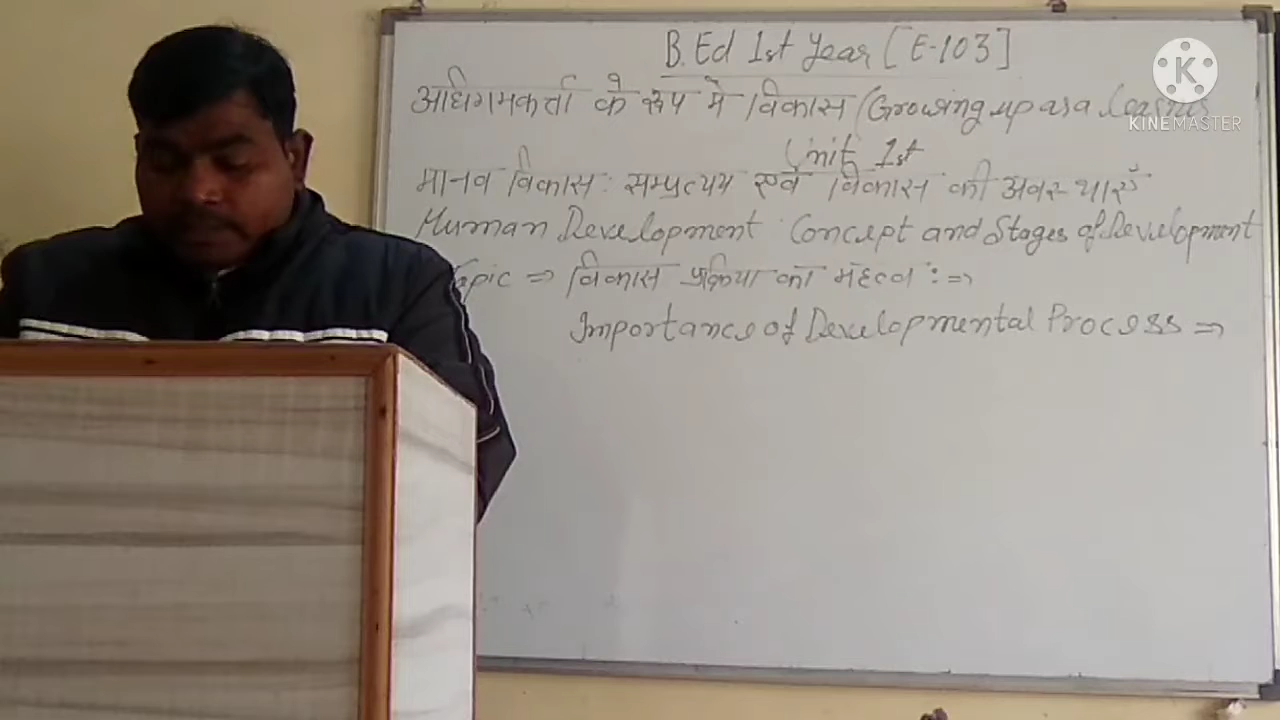 B.Ed 1st Year [E-103]
अधिगमकर्त्ता के रूप मे विकास (Growing up as a
Unit 1st
मानव विकास: सम्प्रत्यय एवं विकास की अवस्थाएँ
Human Development: Concept and Stages of Development
Topic ⇒ विकास प्रक्रिया का महत्व :⇒
Importance of Developmental Process ⇒
K
KINEMASTER